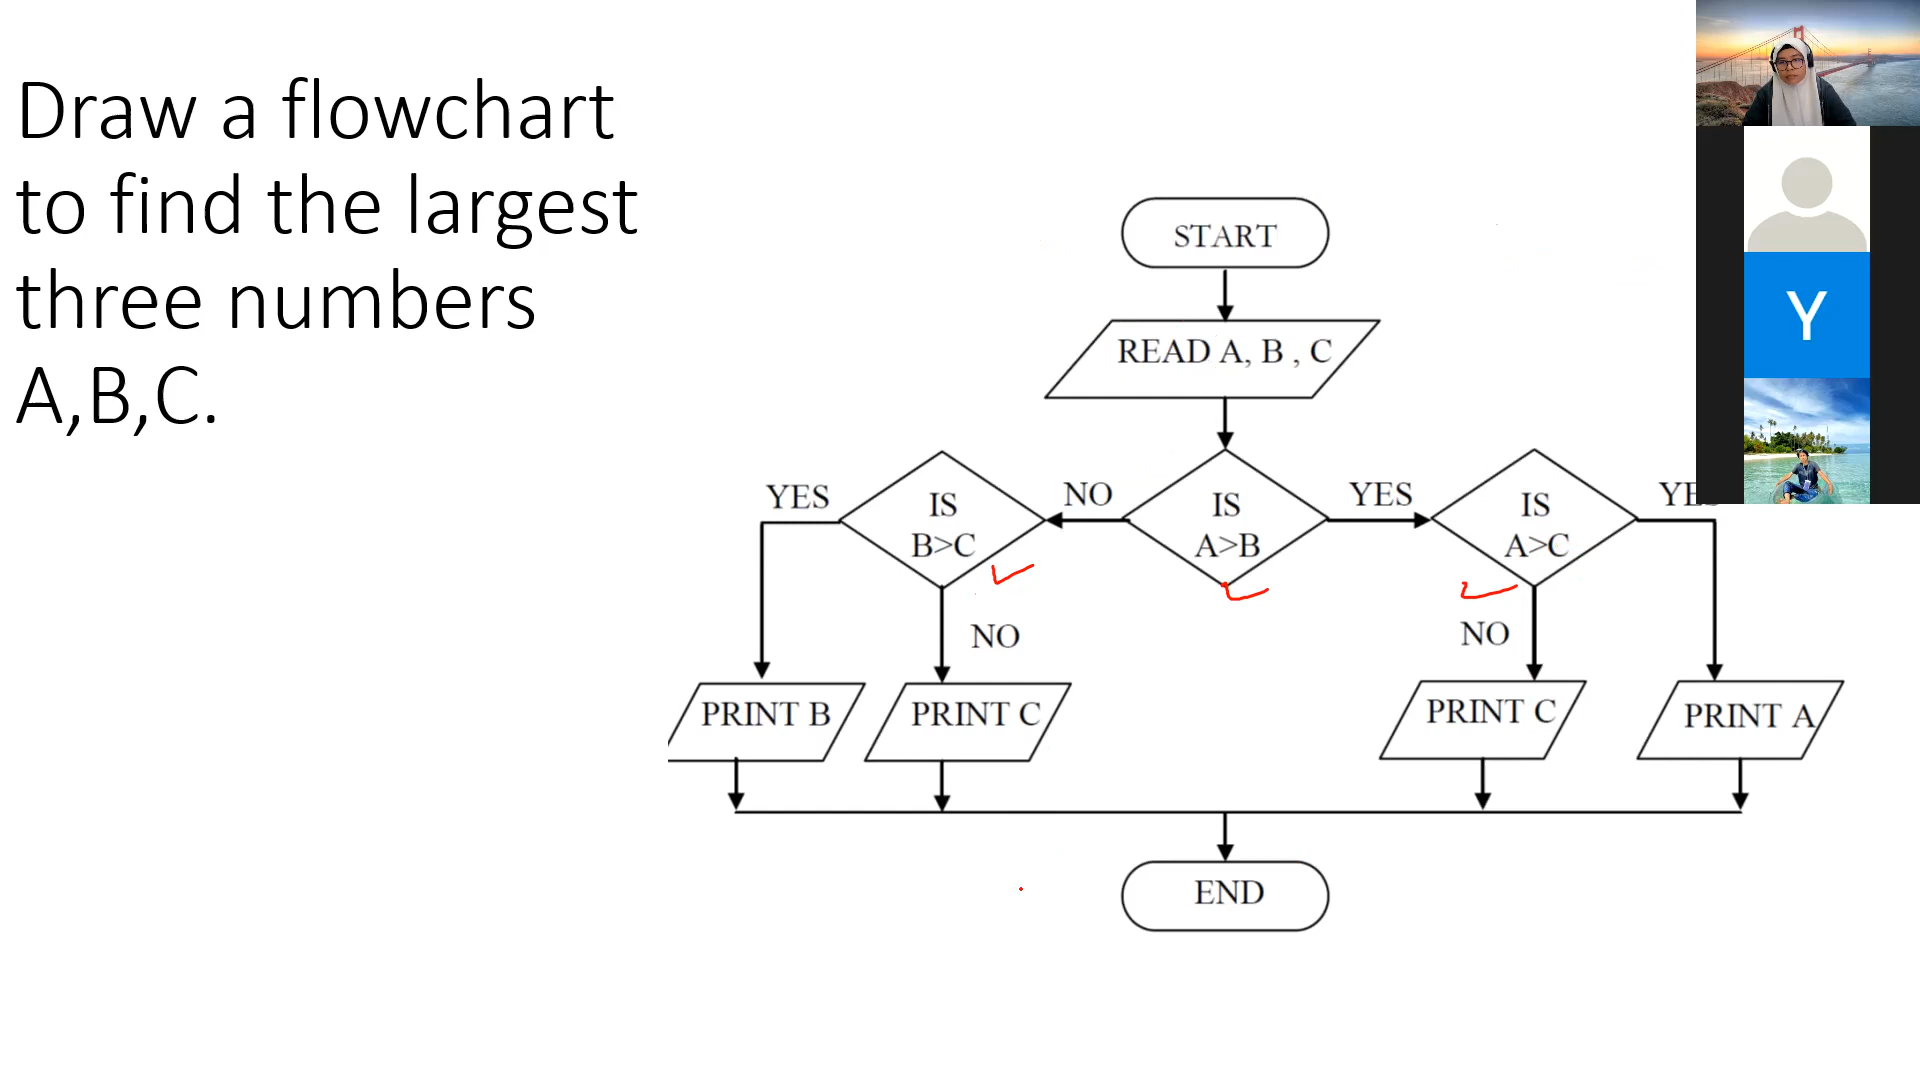 Draw a flowchart
to find the largest
three numbers
A,B,C.
START
READ A, B , C
YES
IS
B>C
NO
IS
A>B
YES
IS
A>C
NO
NO
PRINT B
PRINT C
PRINT C
PRINT A
END
Y